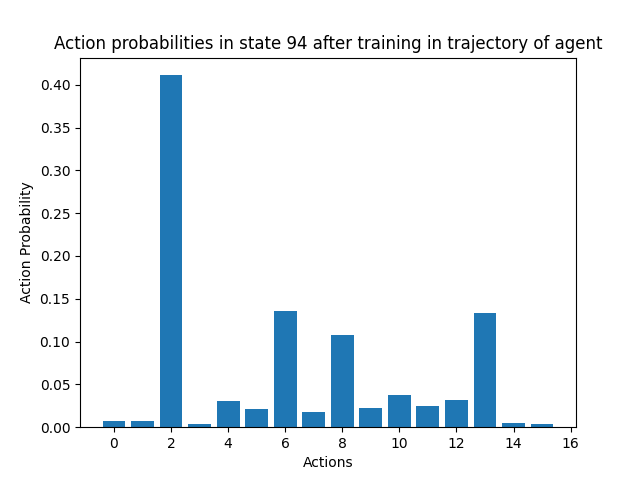 Action probabilities in state 94 after training in trajectory of agent
0.40
0.35
0.30
0.25
0.20
0.15
0.10
0.05
0.00
Action Probability
0 2 4 6 8 10 12 14 16
Actions